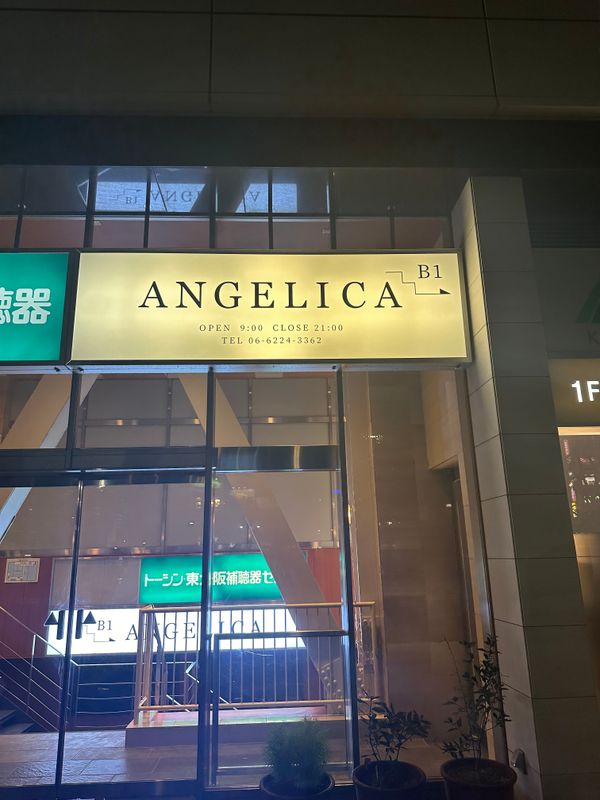 ANGELICA
B1
OPEN 9:00 CLOSE 21:00
TEL 06-6224-3362
聴器
1F
トーシン・東大阪補聴器セ
B1
ANGELICA